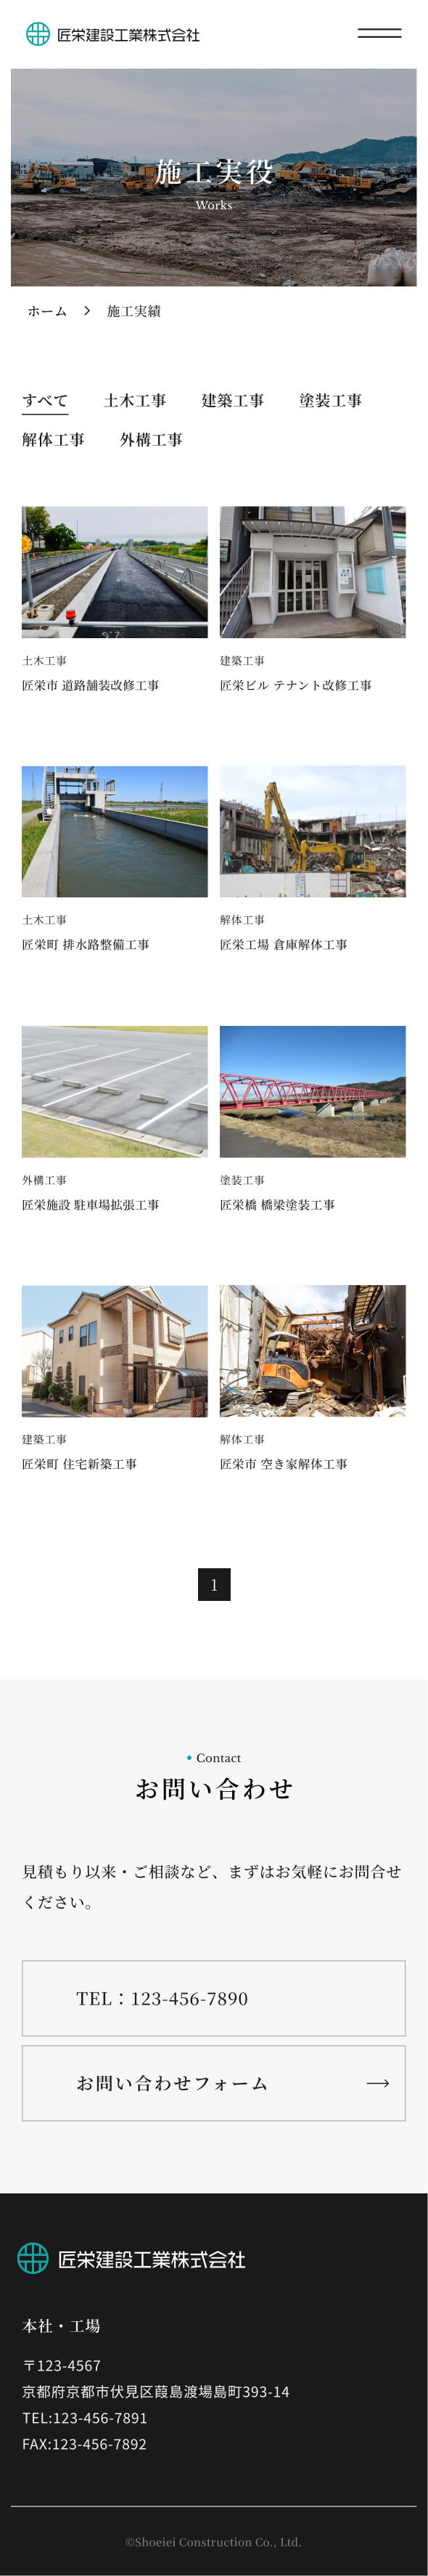 匠栄建設工業株式会社
施工実役
Works
ホーム > 施工実績
すべて 土木工事 建築工事 塗装工事
解体工事 外構工事
土木工事 建築工事
匠栄市 道路舗装改修工事 匠栄ビル テナント改修工事
土木工事 解体工事
匠栄町 排水路整備工事 匠栄工場 倉庫解体工事
外構工事 塗装工事
匠栄施設 駐車場拡張工事 匠栄橋 橋梁塗装工事
建築工事 解体工事
匠栄町 住宅新築工事 匠栄市 空き家解体工事
1
Contact
お問い合わせ
見積もり以来・ご相談など、まずはお気軽にお問合せ
ください。
TEL：123-456-7890
お問い合わせフォーム
匠栄建設工業株式会社
本社・工場
〒123-4567
京都府京都市伏見区葭島渡場島町393-14
TEL:123-456-7891
FAX:123-456-7892
©Shoeiei Construction Co., Ltd.